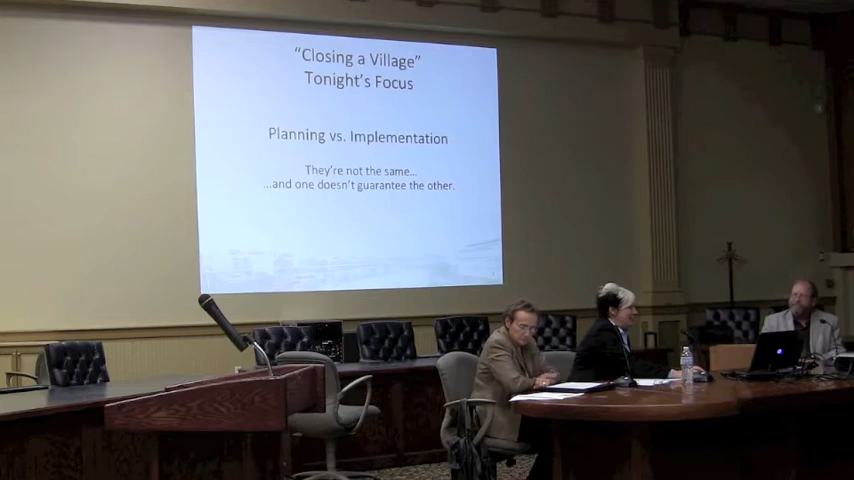 “Closing a Village”
Tonight’s Focus
Planning vs. Implementation
They’re not the same...
...and one doesn’t guarantee the other.